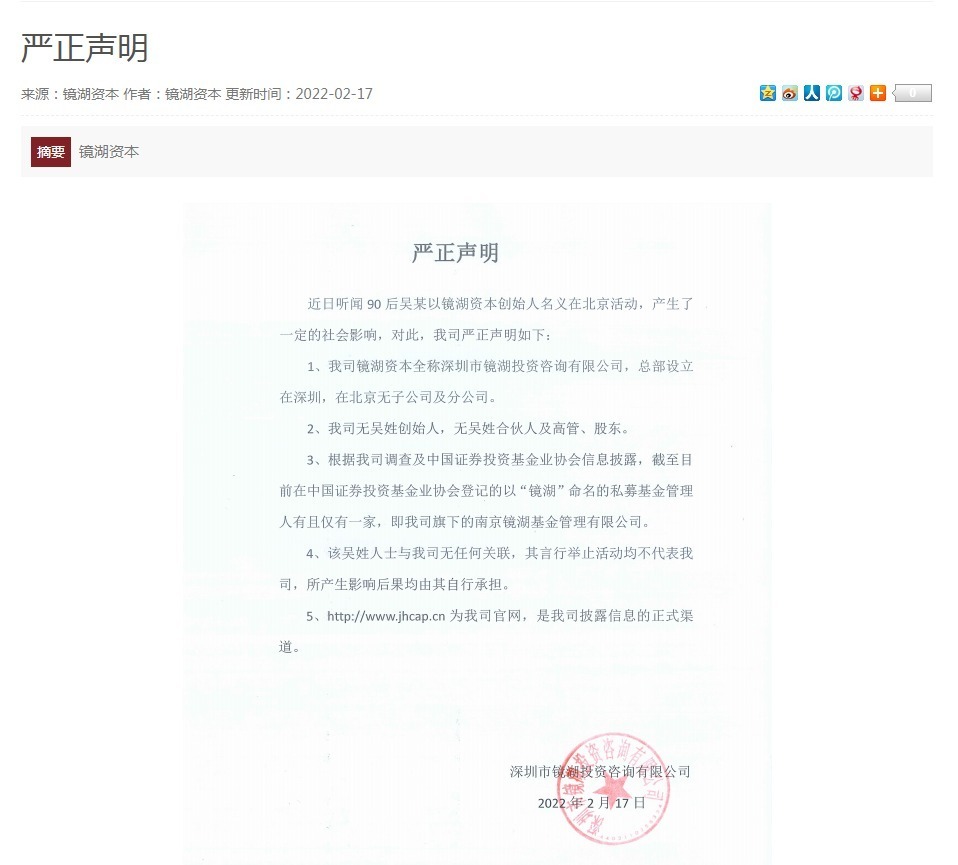 严正声明
来源：镜湖资本 作者：镜湖资本 更新时间：2022-02-17
0
摘要 镜湖资本
严正声明
近日听闻 90 后吴某以镜湖资本创始人名义在北京活动，产生了
一定的社会影响，对此，我司严正声明如下：
1、我司镜湖资本全称深圳市镜湖投资咨询有限公司，总部设立
在深圳，在北京无子公司及分公司。
2、我司无吴姓创始人，无吴姓合伙人及高管、股东。
3、根据我司调查及中国证券投资基金业协会信息披露，截至目
前在中国证券投资基金业协会登记的以“镜湖”命名的私募基金管理
人有且仅有一家，即我司旗下的南京镜湖基金管理有限公司。
4、该吴姓人士与我司无任何关联，其言行举止活动均不代表我
司，所产生影响后果均由其自行承担。
5、http://www.jhcap.cn 为我司官网，是我司披露信息的正式渠
道。
深圳市镜湖投资咨询有限公司
2022 年 2 月 17 日
深圳市镜湖投资咨询有限公司